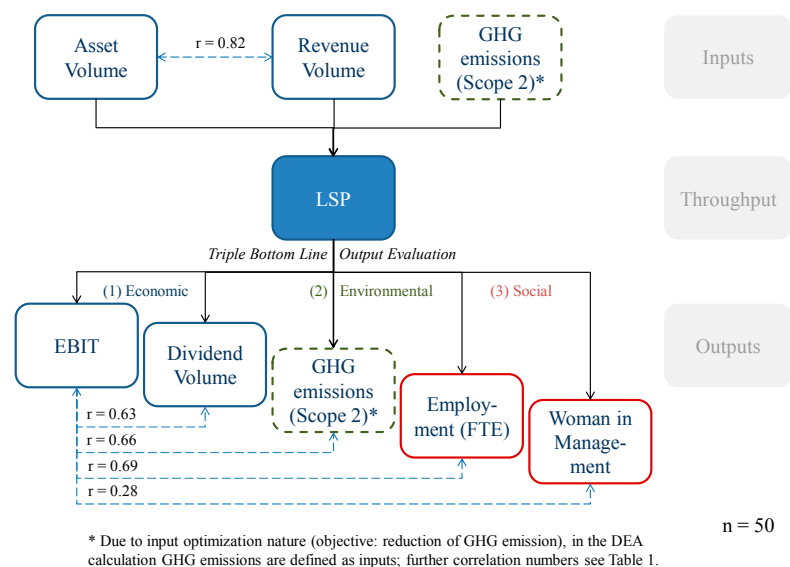 Asset
Volume
r = 0.82
Revenue
Volume
GHG
emissions
(Scope 2)*
Inputs
LSP
Throughput
Triple Bottom Line
Output Evaluation
(1) Economic
(2) Environmental
(3) Social
EBIT
Dividend
Volume
GHG
emissions
(Scope 2)*
Employ-
ment (FTE)
Woman in
Manage-
ment
Outputs
r = 0.63
r = 0.66
r = 0.69
r = 0.28
n = 50
* Due to input optimization nature (objective: reduction of GHG emission), in the DEA
calculation GHG emissions are defined as inputs; further correlation numbers see Table 1.